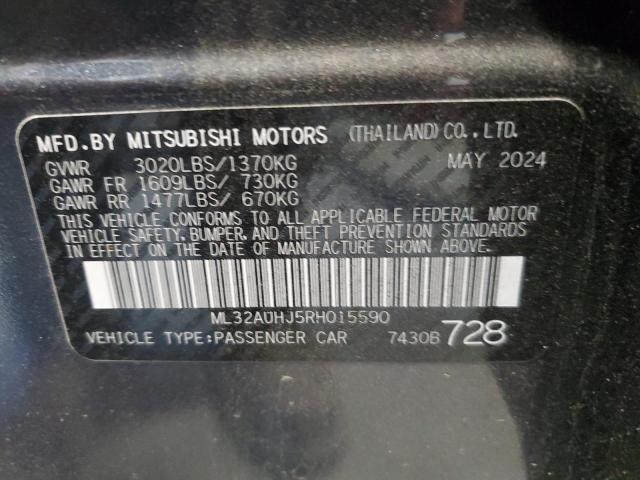 MFD.BY MITSUBISHI MOTORS (THAILAND) CO., LTD.
GVWR 3020LBS/1370KG MAY 2024
GAWR FR 1609LBS/ 730KG
GAWR RR 1477LBS/ 670KG
THIS VEHICLE CONFORMS TO ALL APPLICABLE FEDERAL MOTOR
VEHICLE SAFETY, BUMPER, AND THEFT PREVENTION STANDARDS
IN EFFECT ON THE DATE OF MANUFACTURE SHOWN ABOVE.
ML32AUHJ5RH015590
VEHICLE TYPE:PASSENGER CAR 7430B 728